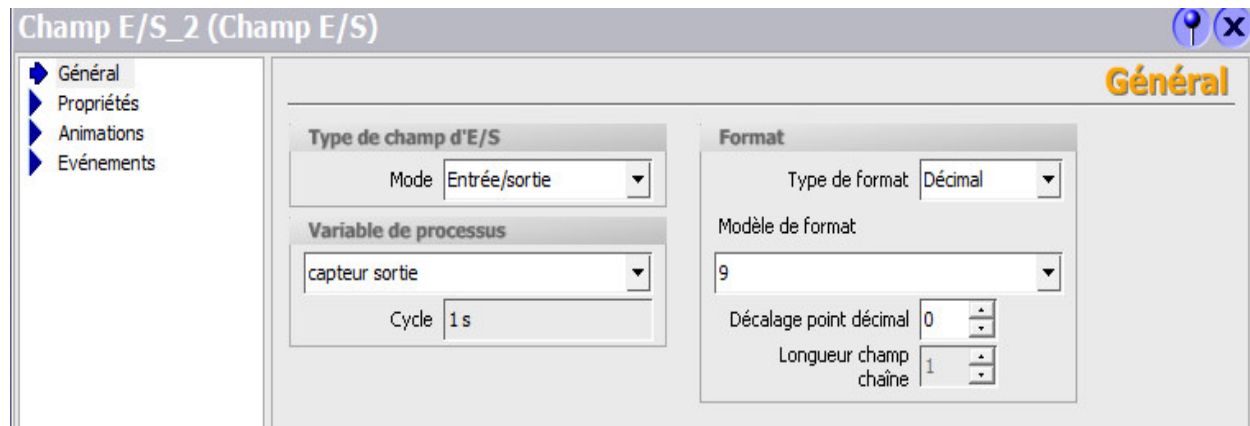 Champ E/S_2 (Champ E/S)
Général
Propriétés
Animations
Evénements
Général
Type de champ d'E/S
Mode Entrée/sortie
Variable de processus
capteur sortie
Cycle 1 s
Format
Type de format Décimal
Modèle de format
9
Décalage point décimal 0
Longueur champ
chaîne 1